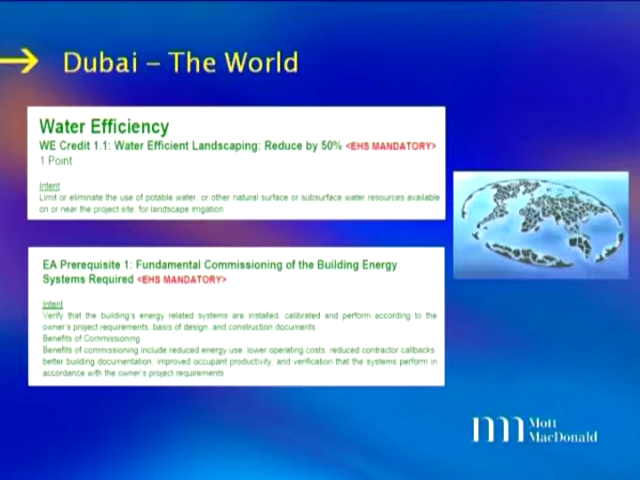 Dubai – The World
Water Efficiency
WE Credit 1.1: Water Efficient Landscaping: Reduce by 50% <EHS MANDATORY>
1 Point
Intent
Limit or eliminate the use of potable water, or other natural surface or subsurface water resources available
on or near the project site, for landscape irrigation
EA Prerequisite 1: Fundamental Commissioning of the Building Energy
Systems Required <EHS MANDATORY>
Intent
Verify that the building's energy related systems are installed, calibrated and perform according to the
owner's project requirements, basis of design, and construction documents
Benefits of Commissioning
Benefits of commissioning include reduced energy use, lower operating costs, reduced contractor callbacks,
better building documentation, improved occupant productivity, and verification that the systems perform in
accordance with the owner's project requirements.
Mott
MacDonald